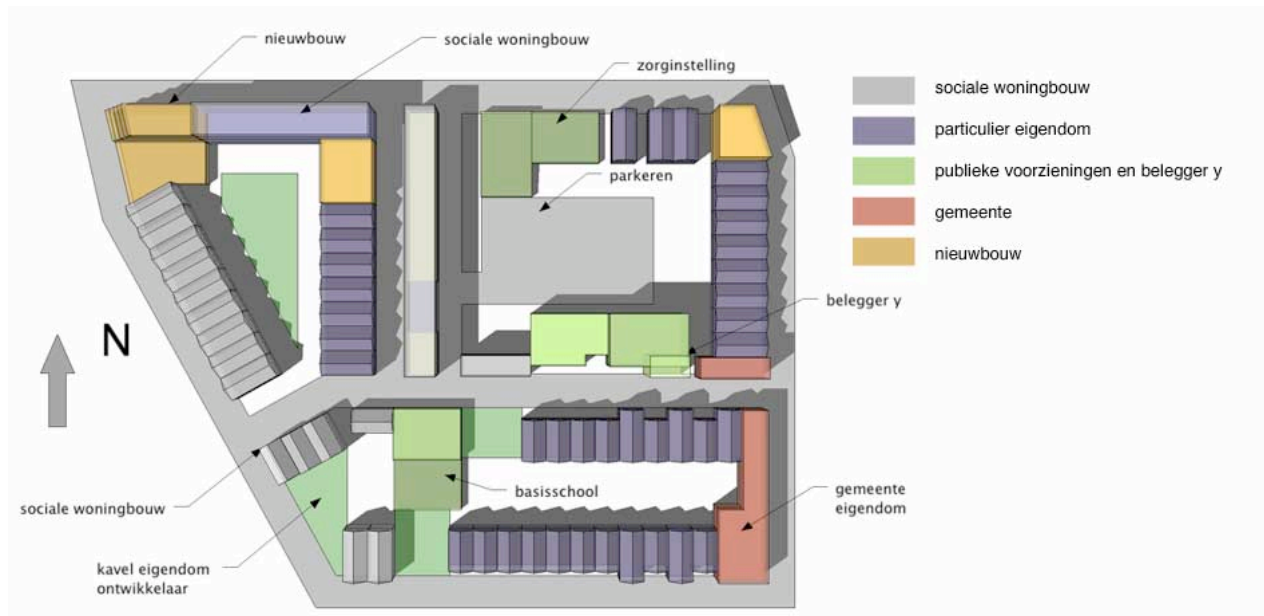 nieuwbouw
sociale woningbouw
zorginstelling
parkeren
belegger y
N
basisschool
sociale woningbouw
kavel eigendom
ontwikkelaar
gemeente
eigendom
sociale woningbouw
particulier eigendom
publieke voorzieningen en belegger y
gemeente
nieuwbouw